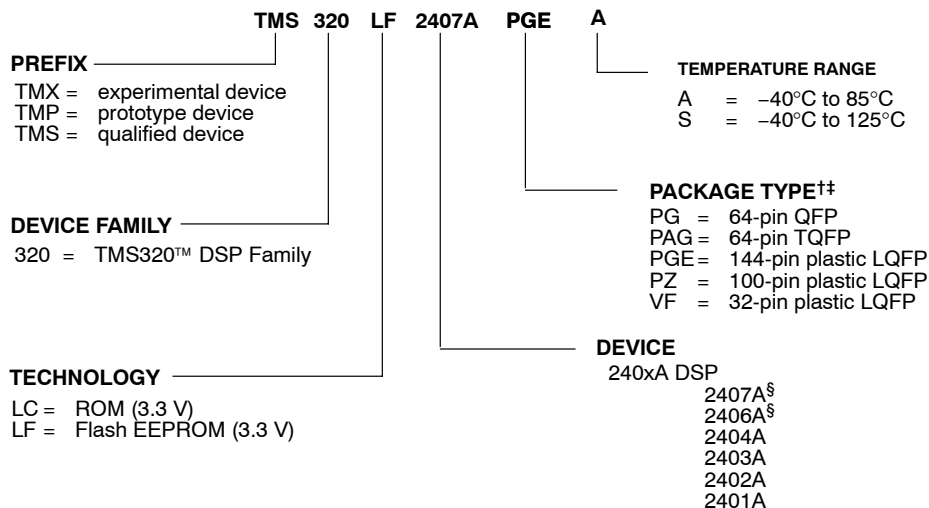 TMS 320 LF 2407A PGE A
PREFIX
TMX = experimental device
TMP = prototype device
TMS = qualified device
TEMPERATURE RANGE
A = −40°C to 85°C
S = −40°C to 125°C
PACKAGE TYPE†‡
PG = 64-pin QFP
PAG = 64-pin TQFP
PGE = 144-pin plastic LQFP
PZ = 100-pin plastic LQFP
VF = 32-pin plastic LQFP
DEVICE FAMILY
320 = TMS320™ DSP Family
DEVICE
240xA DSP
2407A§
2406A§
2404A
2403A
2402A
2401A
TECHNOLOGY
LC = ROM (3.3 V)
LF = Flash EEPROM (3.3 V)